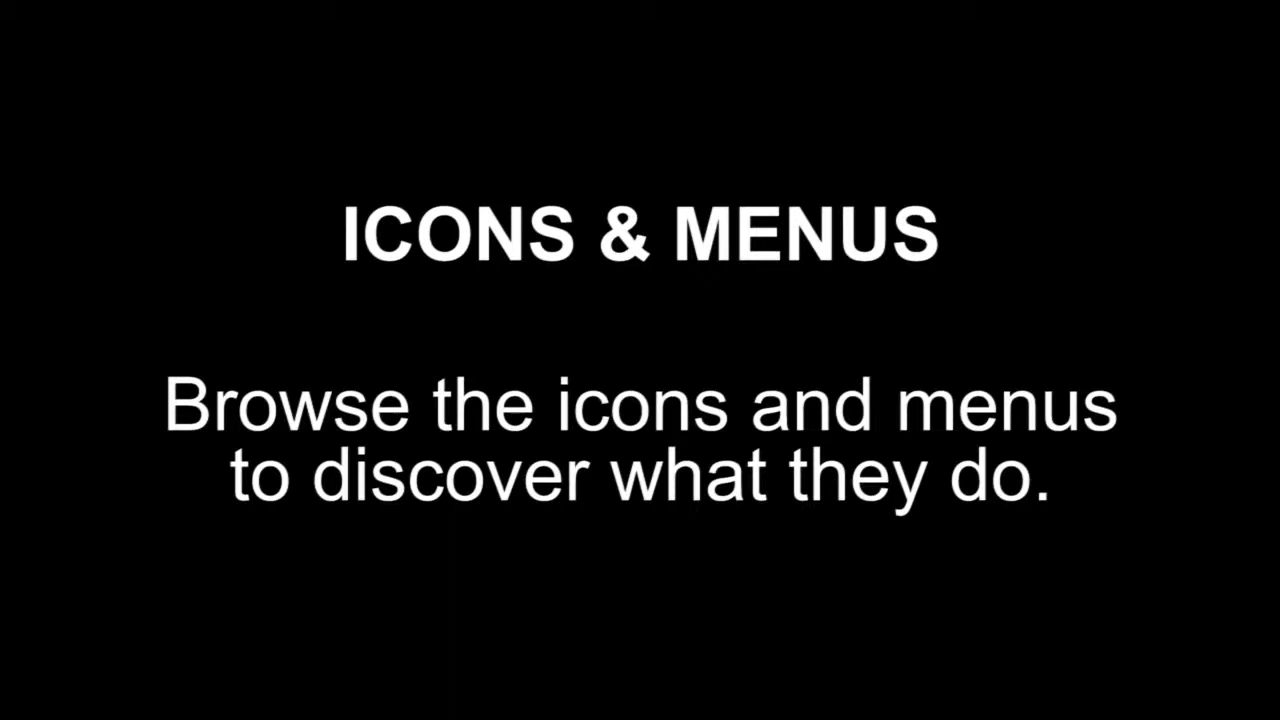 ICONS & MENUS
Browse the icons and menus
to discover what they do.